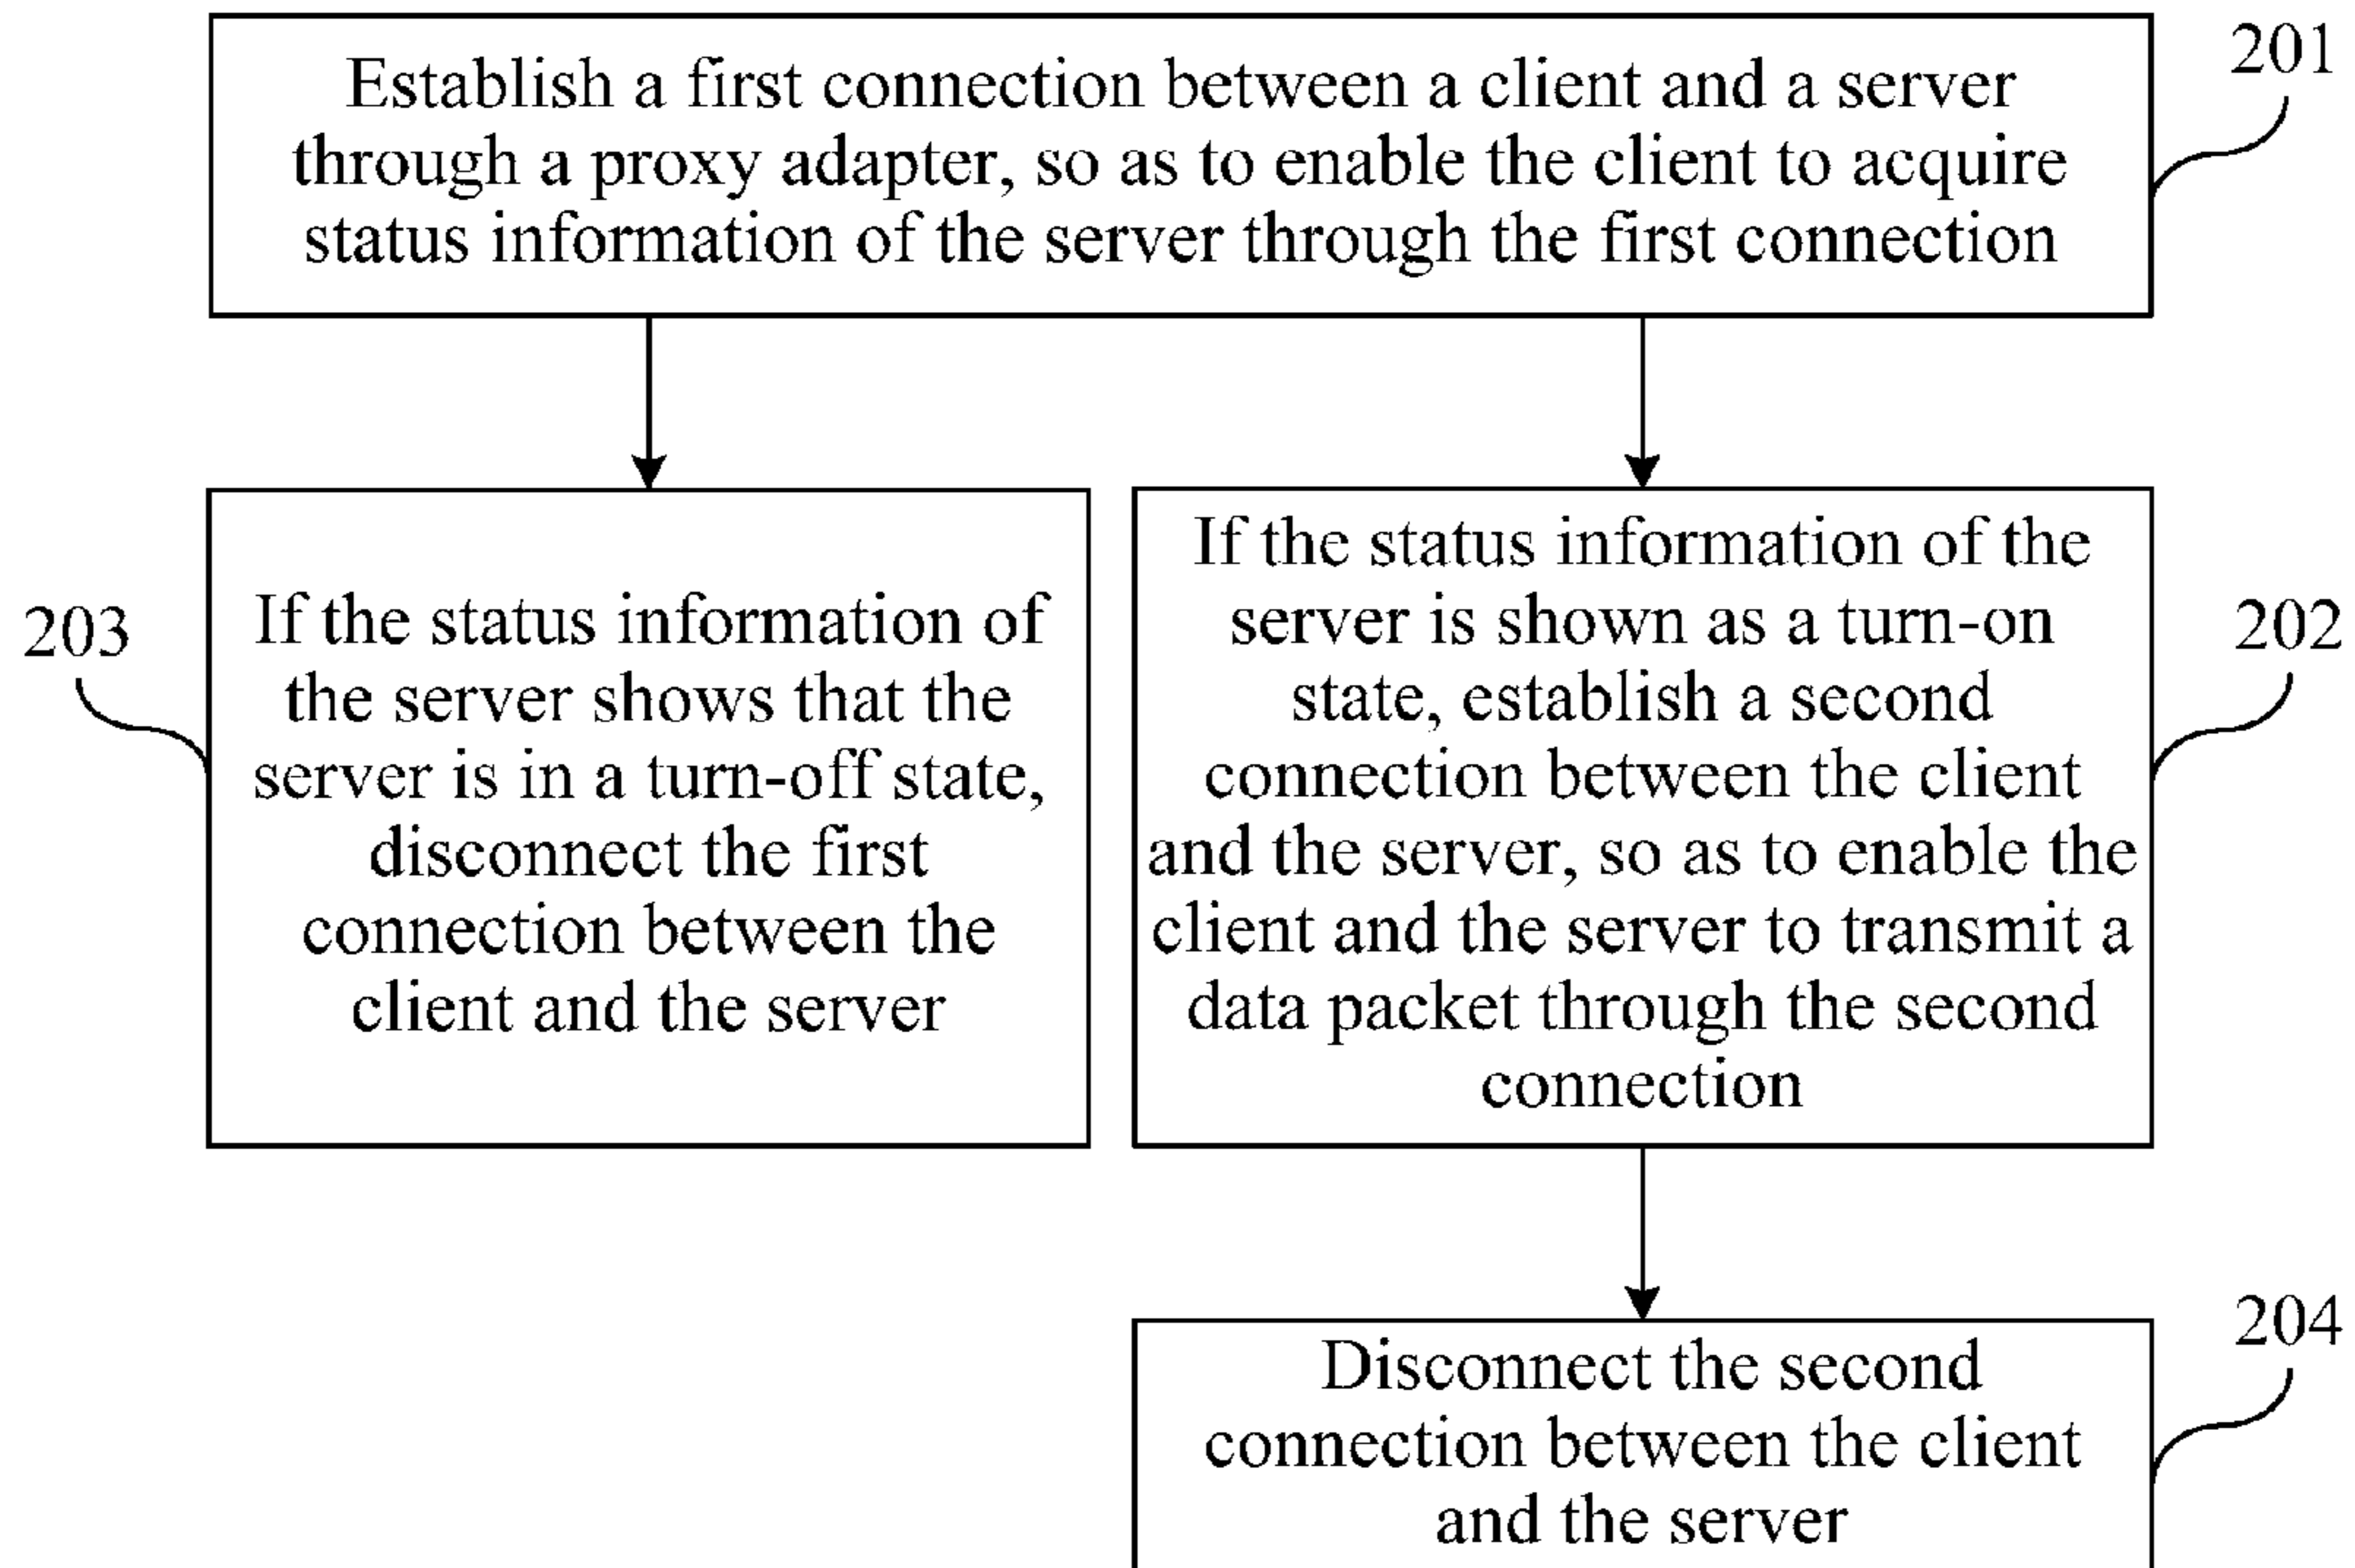 Establish a first connection between a client and a server
through a proxy adapter, so as to enable the client to acquire
status information of the server through the first connection
201
203
If the status information of
the server shows that the
server is in a turn-off state,
disconnect the first
connection between the
client and the server
If the status information of the
server is shown as a turn-on
state, establish a second
connection between the client
and the server, so as to enable the
client and the server to transmit a
data packet through the second
connection
202
Disconnect the second
connection between the client
and the server
204